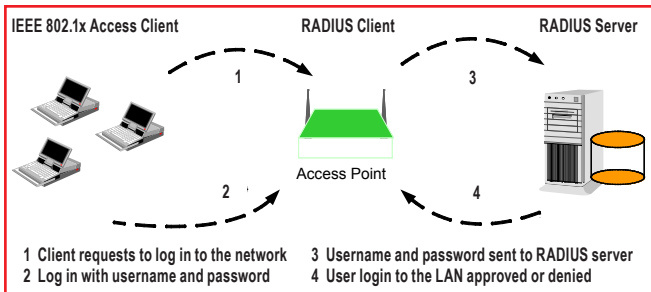 IEEE 802.1x Access Client
RADIUS Client
RADIUS Server
1
3
Access Point
2
4
1 Client requests to log in to the network
2 Log in with username and password
3 Username and password sent to RADIUS server
4 User login to the LAN approved or denied